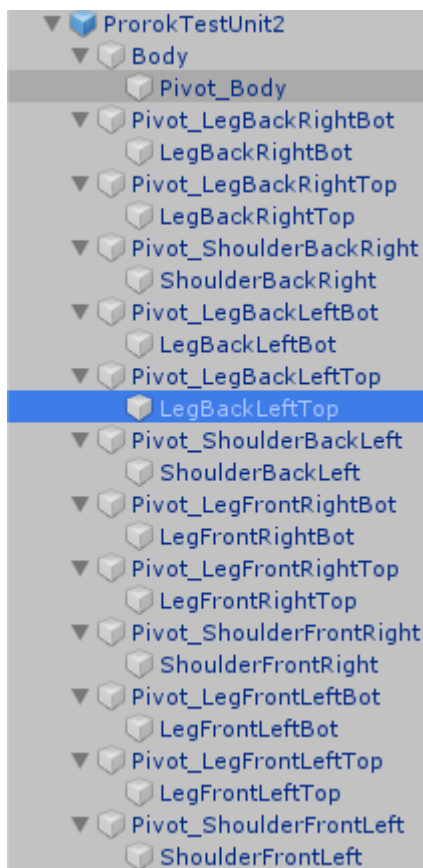 ProrokTestUnit2
Body
Pivot_Body
Pivot_LegBackRightBot
LegBackRightBot
Pivot_LegBackRightTop
LegBackRightTop
Pivot_ShoulderBackRight
ShoulderBackRight
Pivot_LegBackLeftBot
LegBackLeftBot
Pivot_LegBackLeftTop
LegBackLeftTop
Pivot_ShoulderBackLeft
ShoulderBackLeft
Pivot_LegFrontRightBot
LegFrontRightBot
Pivot_LegFrontRightTop
LegFrontRightTop
Pivot_ShoulderFrontRight
ShoulderFrontRight
Pivot_LegFrontLeftBot
LegFrontLeftBot
Pivot_LegFrontLeftTop
LegFrontLeftTop
Pivot_ShoulderFrontLeft
ShoulderFrontLeft